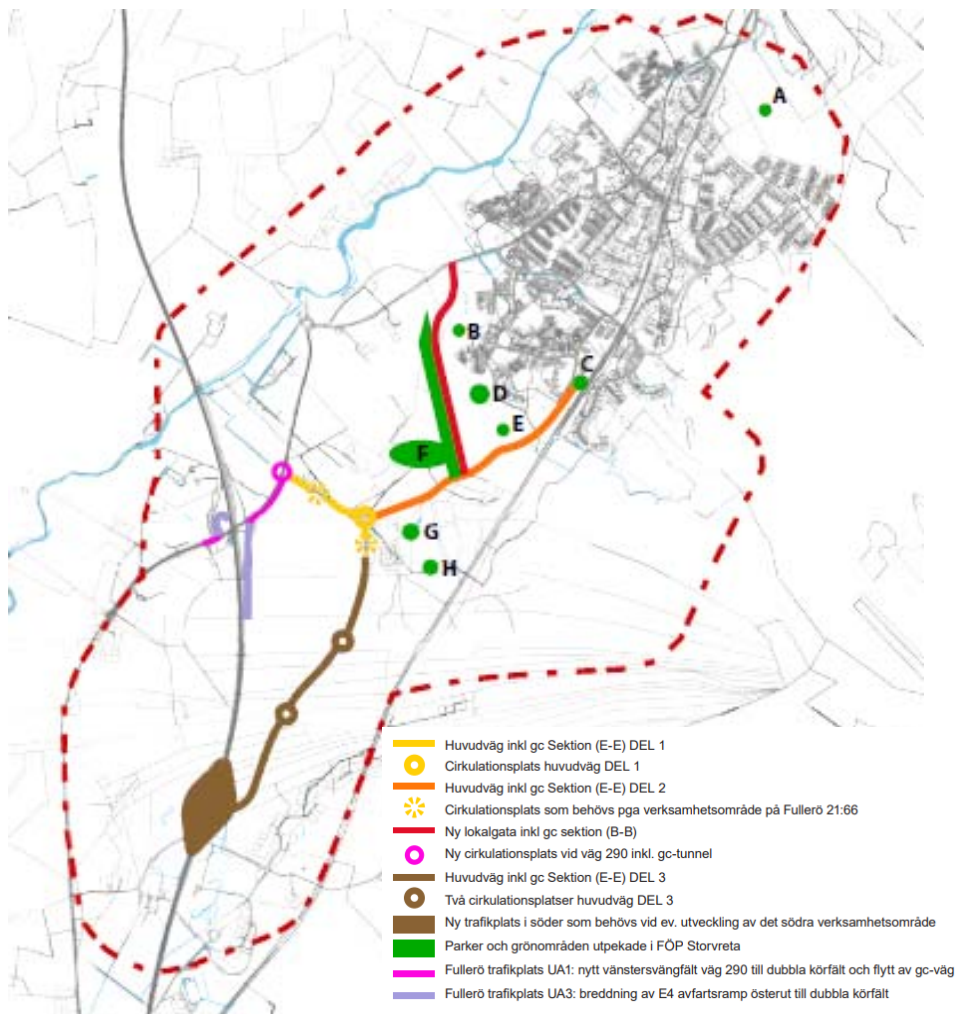 A
B
C
D
E
F
G
H
Huvudväg inkl gc Sektion (E-E) DEL 1
Cirkulationsplats huvudväg DEL 1
Huvudväg inkl gc Sektion (E-E) DEL 2
Cirkulationsplats som behövs pga verksamhetsområde på Fullerö 21:66
Ny lokalgata inkl gc sektion (B-B)
Ny cirkulationsplats vid väg 290 inkl. gc-tunnel
Huvudväg inkl gc Sektion (E-E) DEL 3
Två cirkulationsplatser huvudväg DEL 3
Ny trafikplats i söder som behövs vid ev. utveckling av det södra verksamhetsområde
Parker och grönområden utpekade i FÖP Storvreta
Fullerö trafikplats UA1: nytt vänstersvängfält väg 290 till dubbla körfält och flytt av gc-väg
Fullerö trafikplats UA3: breddning av E4 avfartsramp österut till dubbla körfält